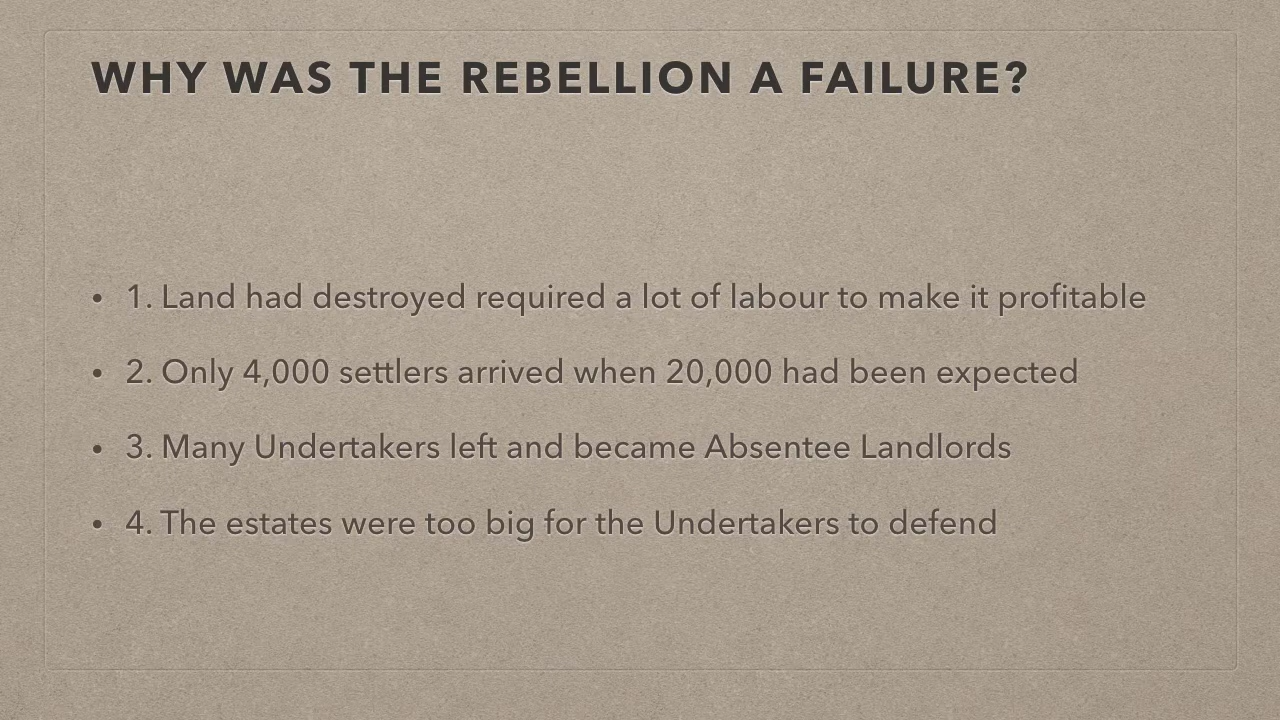 WHY WAS THE REBELLION A FAILURE?
• 1. Land had destroyed required a lot of labour to make it profitable
• 2. Only 4,000 settlers arrived when 20,000 had been expected
• 3. Many Undertakers left and became Absentee Landlords
• 4. The estates were too big for the Undertakers to defend